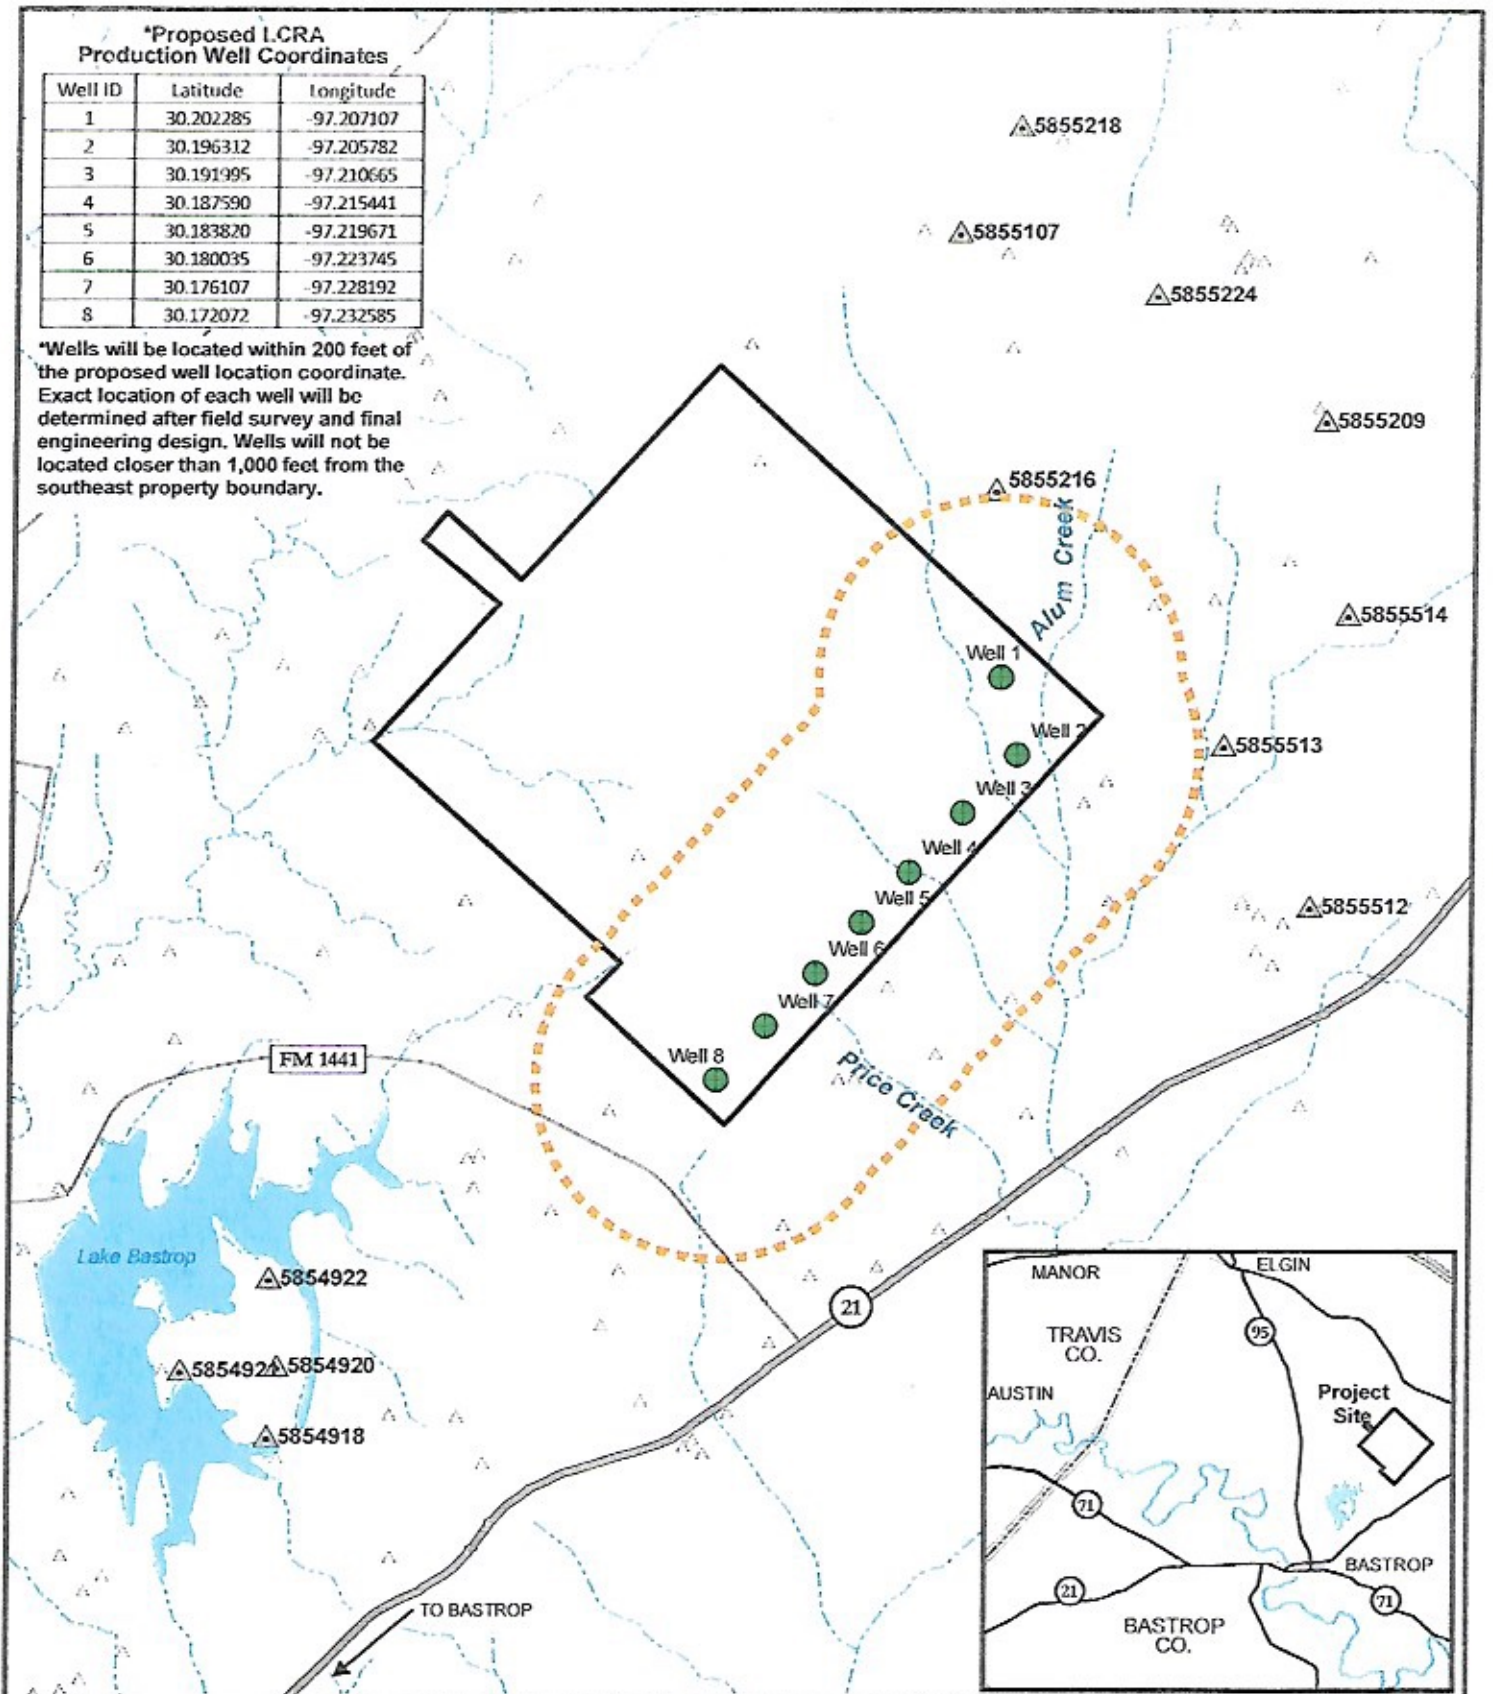 *Proposed LCRA
Production Well Coordinates
Well ID Latitude Longitude
1 30.202285 -97.207107
2 30.196312 -97.205782
3 30.191995 -97.210665
4 30.187590 -97.215441
5 30.183820 -97.219671
6 30.180035 -97.223745
7 30.176107 -97.228192
8 30.172072 -97.232585
*Wells will be located within 200 feet of
the proposed well location coordinate.
Exact location of each well will be
determined after field survey and final
engineering design. Wells will not be
located closer than 1,000 feet from the
southeast property boundary.
5855218
5855107
5855224
5855209
5855216
Alum Creek
5855514
Well 1
Well 2
5855513
Well 3
Well 4
Well 5
5855512
Well 6
Well 7
Well 8
FM 1441
Price Creek
Lake Bastrop
5854922
21
5854920
5854918
TO BASTROP
MANOR
ELGIN
TRAVIS
CO.
95
AUSTIN
Project
Site
71
BASTROP
21
71
BASTROP
CO.